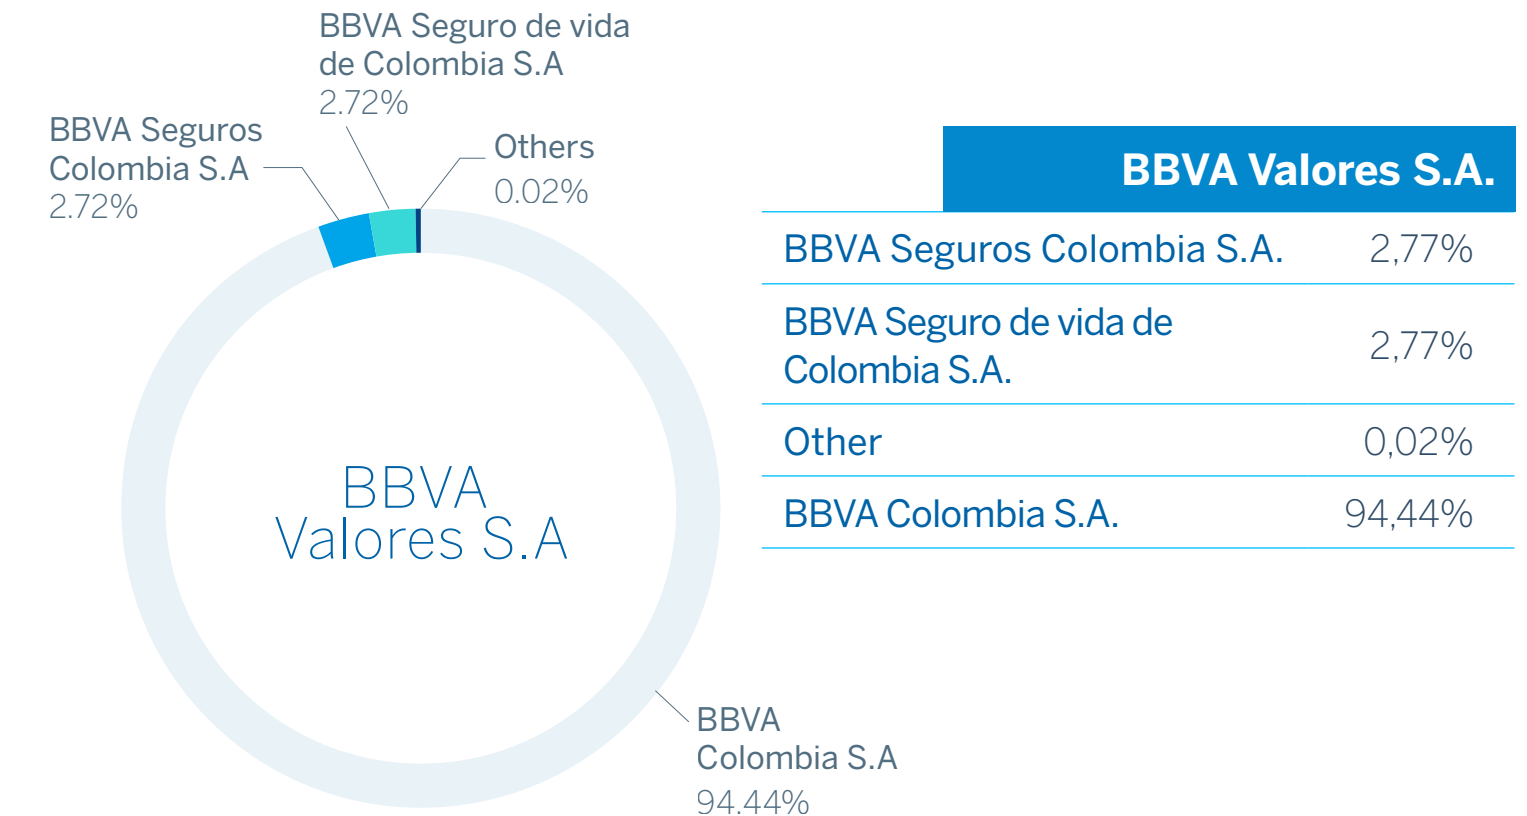 BBVA Seguro de vida
de Colombia S.A
2.72%
BBVA Seguros
Colombia S.A
2.72%
Others
0.02%
BBVA
Valores S.A
BBVA
Colombia S.A
94.44%
BBVA Valores S.A.
BBVA Seguros Colombia S.A. 2,77%
BBVA Seguro de vida de
Colombia S.A. 2,77%
Other 0,02%
BBVA Colombia S.A. 94,44%